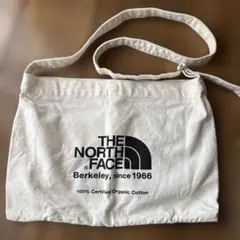 THE
NORTH
FACE
Berkeley, since 1966
100% Certified Organic Cotton